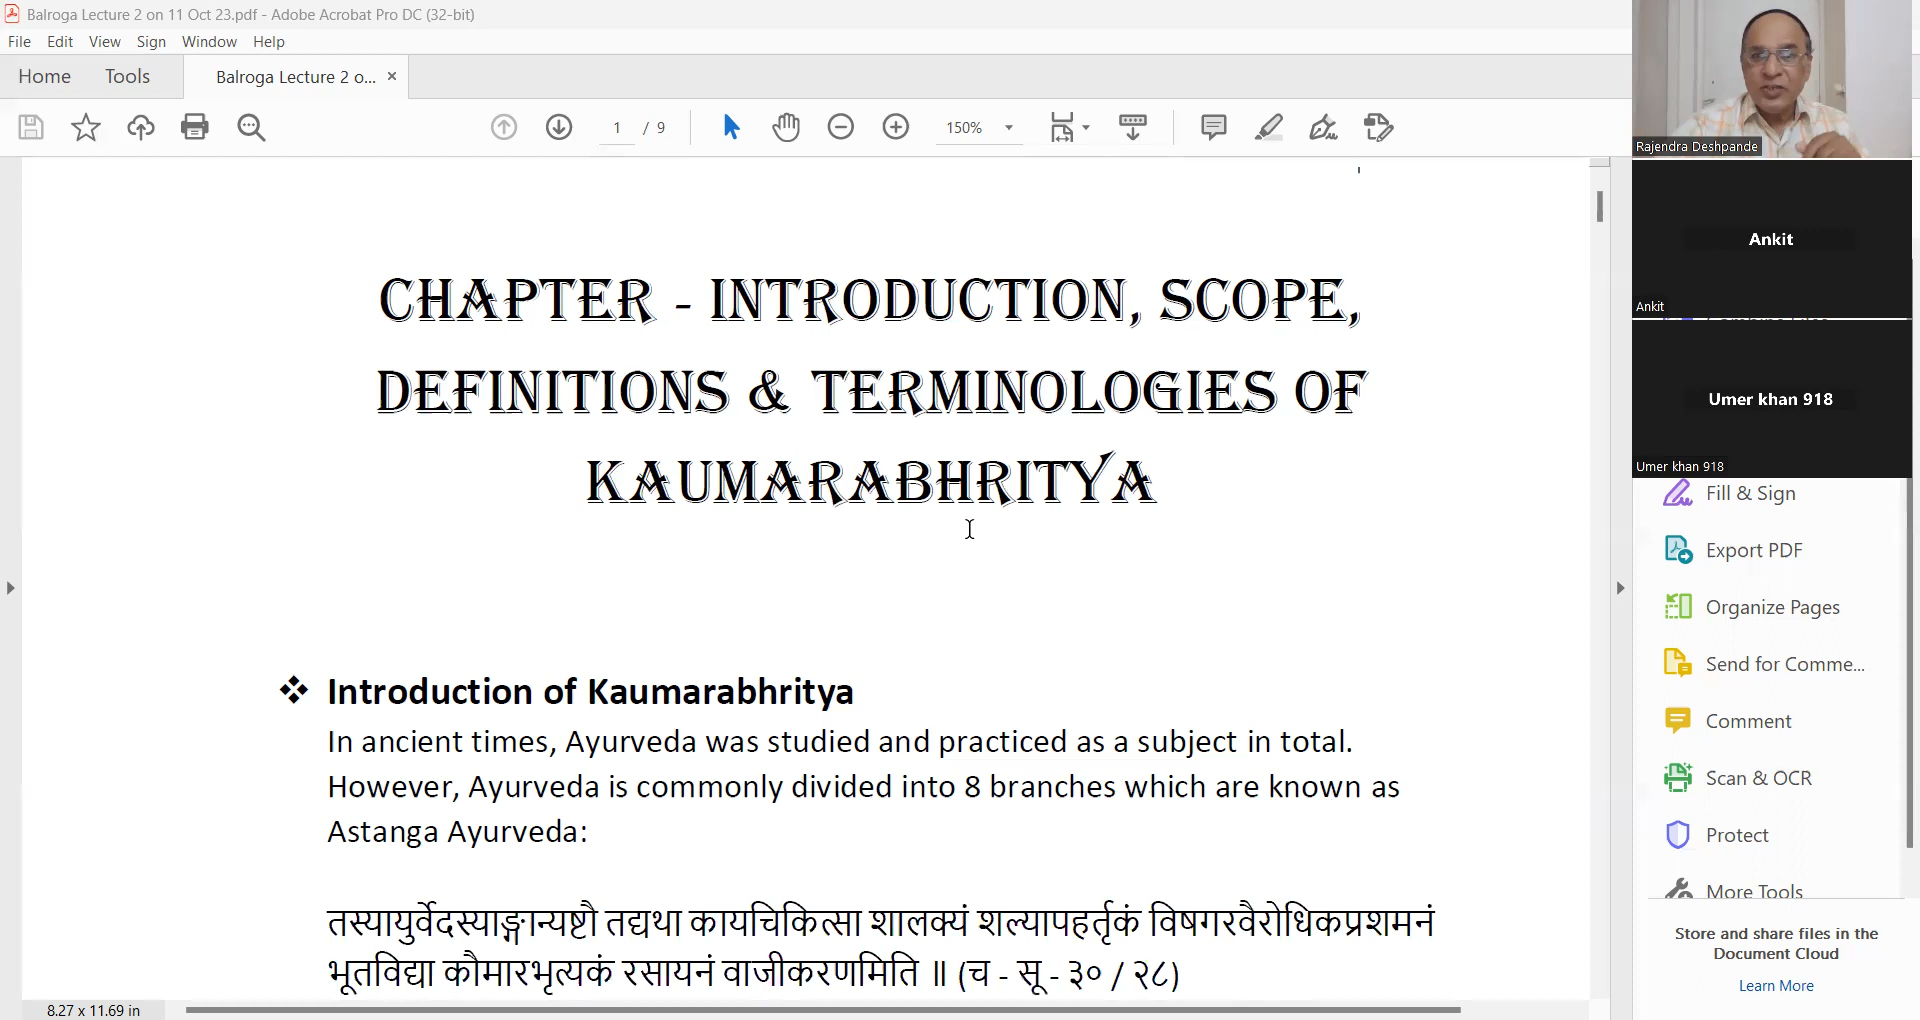 Balroga Lecture 2 on 11 Oct 23.pdf - Adobe Acrobat Pro DC (32-bit)
File Edit View Sign Window Help
Home Tools Balroga Lecture 2 o... ×
1 / 9 150%
CHAPTER - INTRODUCTION, SCOPE,
DEFINITIONS & TERMINOLOGIES OF
KAUMARABHRITYA
Introduction of Kaumarabhritya
In ancient times, Ayurveda was studied and practiced as a subject in total.
However, Ayurveda is commonly divided into 8 branches which are known as
Astanga Ayurveda:
तस्यायुर्वेदस्याङ्गान्यष्टौ तद्यथा कायचिकित्सा शालक्यं शल्यापहर्तृकं विषगरवैरोधिकप्रशमनं
भूतविद्या कौमारभृत्यकं रसायनं वाजीकरणमिति ॥ (च - सू - ३० / २८)
8.27 x 11.69 in
Rajendra Deshpande
Ankit
Ankit
Umer khan 918
Umer khan 918
Fill & Sign
Export PDF
Organize Pages
Send for Comme...
Comment
Scan & OCR
Protect
More Tools
Store and share files in the
Document Cloud
Learn More